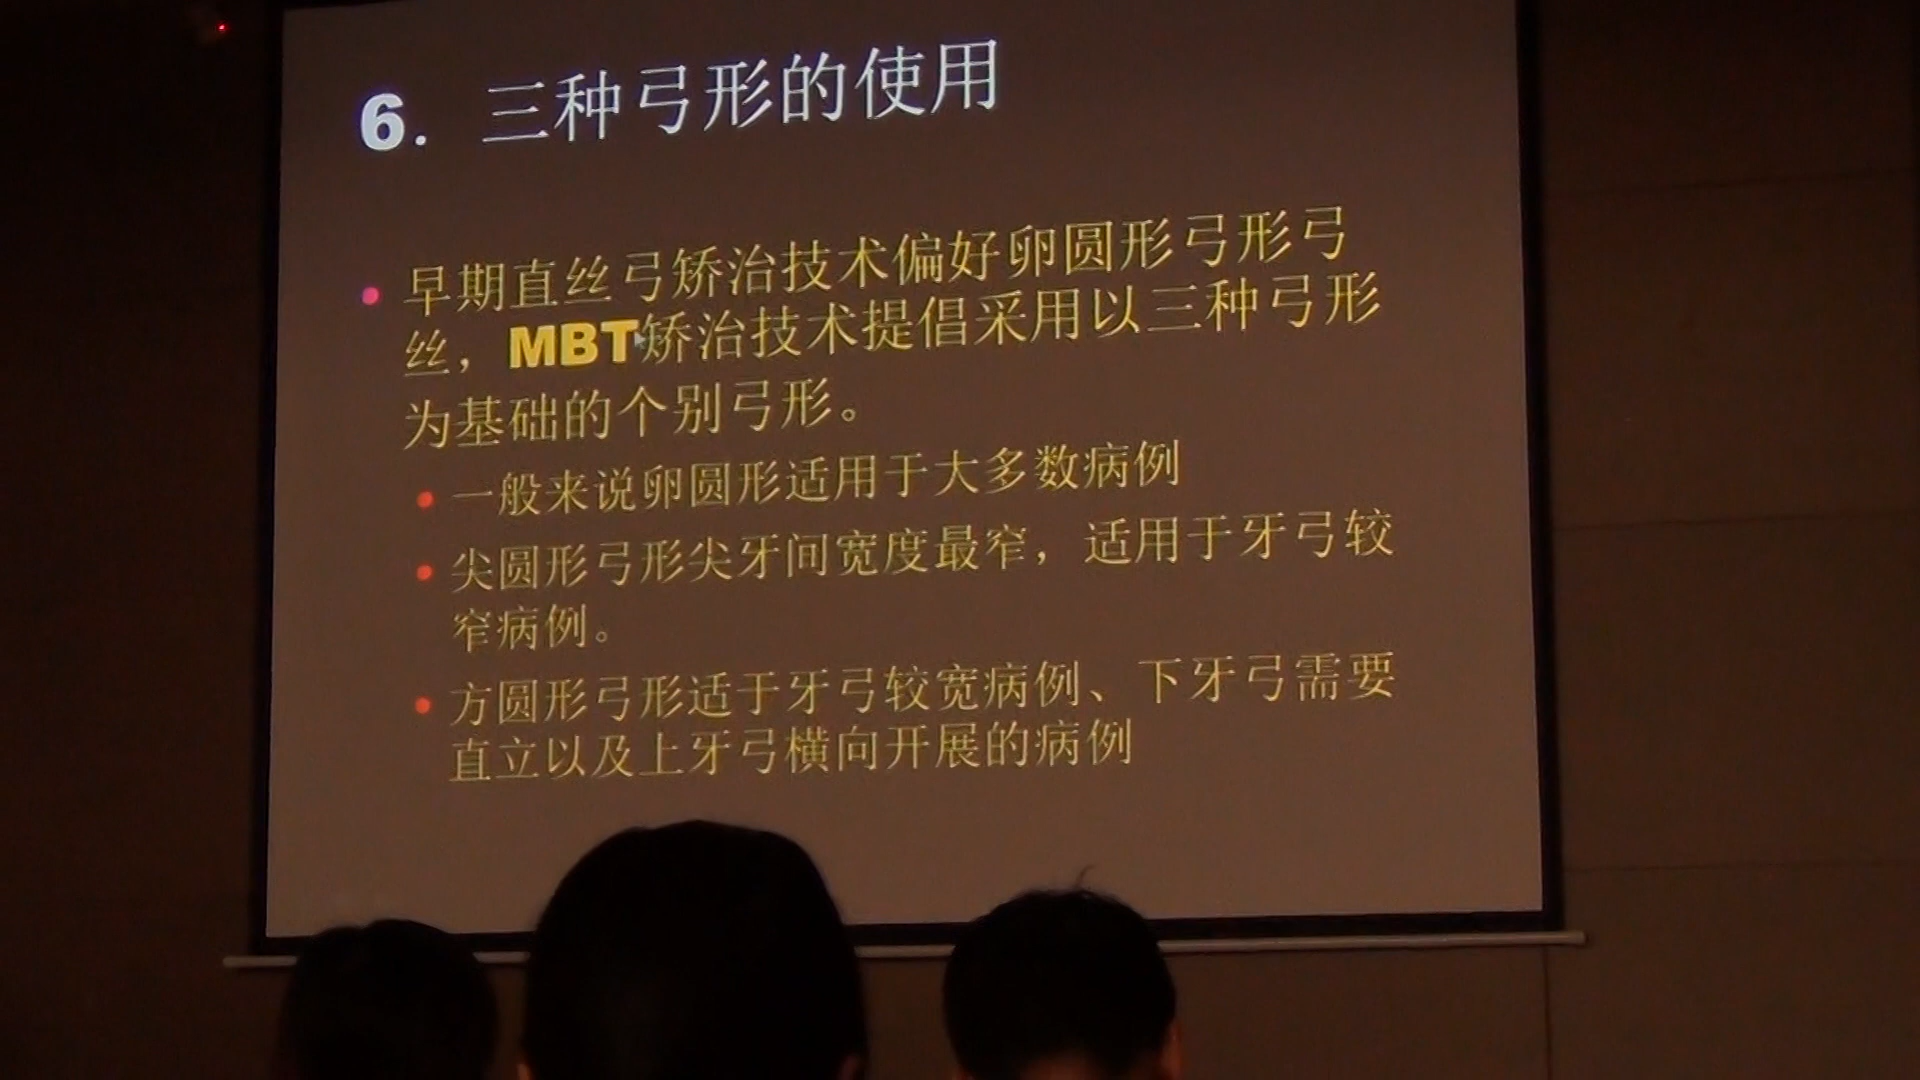 6. 三种弓形的使用
早期直丝弓矫治技术偏好卵圆形弓形弓
丝，MBT矫治技术提倡采用以三种弓形
为基础的个别弓形。
一般来说卵圆形适用于大多数病例
尖圆形弓形尖牙间宽度最窄，适用于牙弓较
窄病例。
方圆形弓形适于牙弓较宽病例、下牙弓需要
直立以及上牙弓横向开展的病例